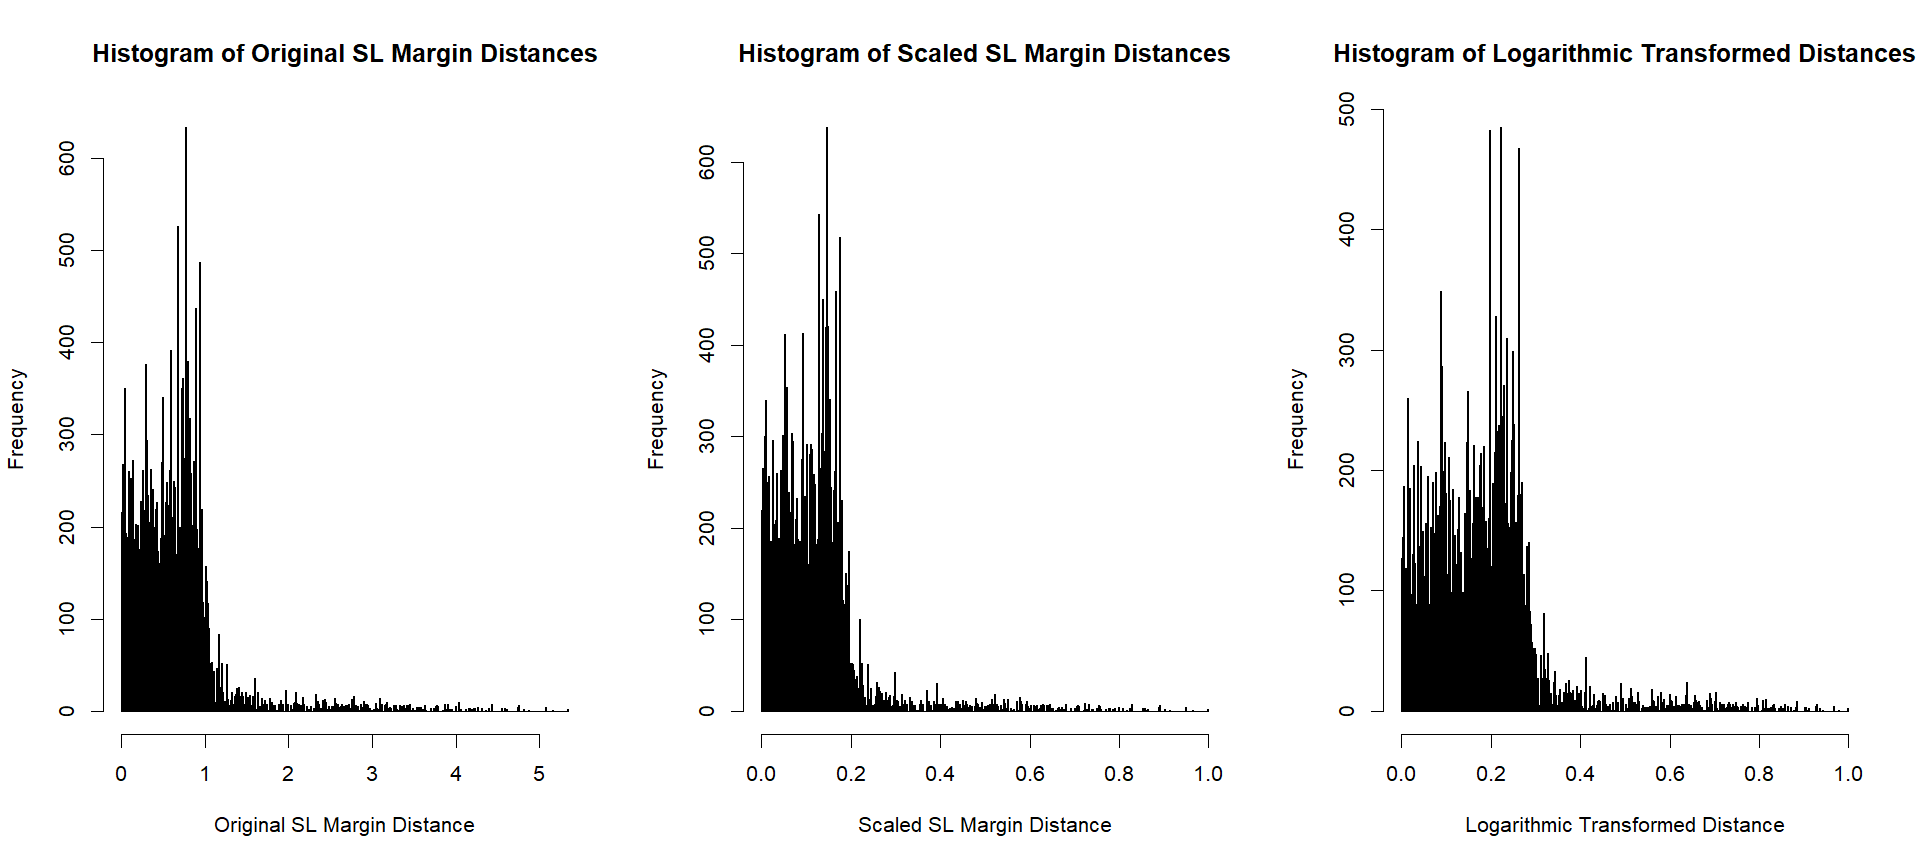 Histogram of Original SL Margin Distances
Frequency
0
100
200
300
400
500
600
0 1 2 3 4 5
Original SL Margin Distance
Histogram of Scaled SL Margin Distances
Frequency
0
100
200
300
400
500
600
0.0 0.2 0.4 0.6 0.8 1.0
Scaled SL Margin Distance
Histogram of Logarithmic Transformed Distances
Frequency
0
100
200
300
400
500
0.0 0.2 0.4 0.6 0.8 1.0
Logarithmic Transformed Distance